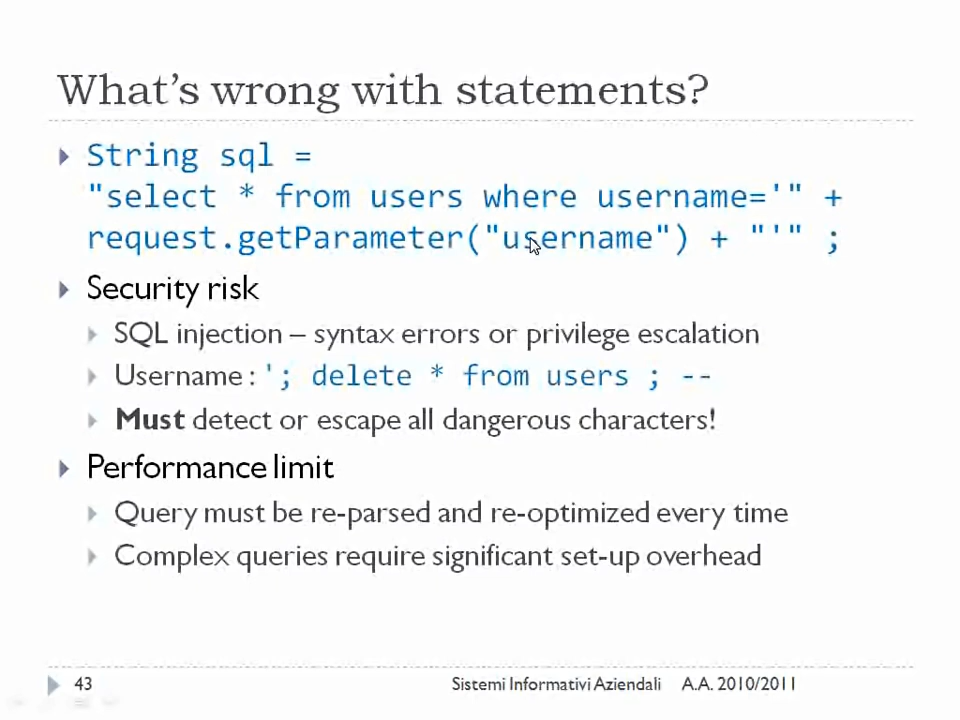 What's wrong with statements?
String sql =
"select * from users where username='" +
request.getParameter("username") + "'" ;
Security risk
SQL injection – syntax errors or privilege escalation
Username : '; delete * from users ; --
Must detect or escape all dangerous characters!
Performance limit
Query must be re-parsed and re-optimized every time
Complex queries require significant set-up overhead
43 Sistemi Informativi Aziendali A.A. 2010/2011